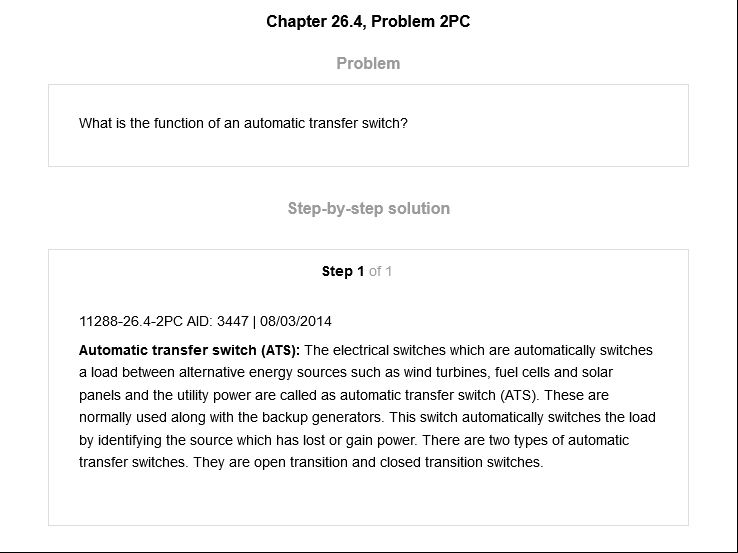 Chapter 26.4, Problem 2PC
Problem
What is the function of an automatic transfer switch?
Step-by-step solution
Step 1 of 1
11288-26.4-2PC AID: 3447 | 08/03/2014
Automatic transfer switch (ATS): The electrical switches which are automatically switches
a load between alternative energy sources such as wind turbines, fuel cells and solar
panels and the utility power are called as automatic transfer switch (ATS). These are
normally used along with the backup generators. This switch automatically switches the load
by identifying the source which has lost or gain power. There are two types of automatic
transfer switches. They are open transition and closed transition switches.